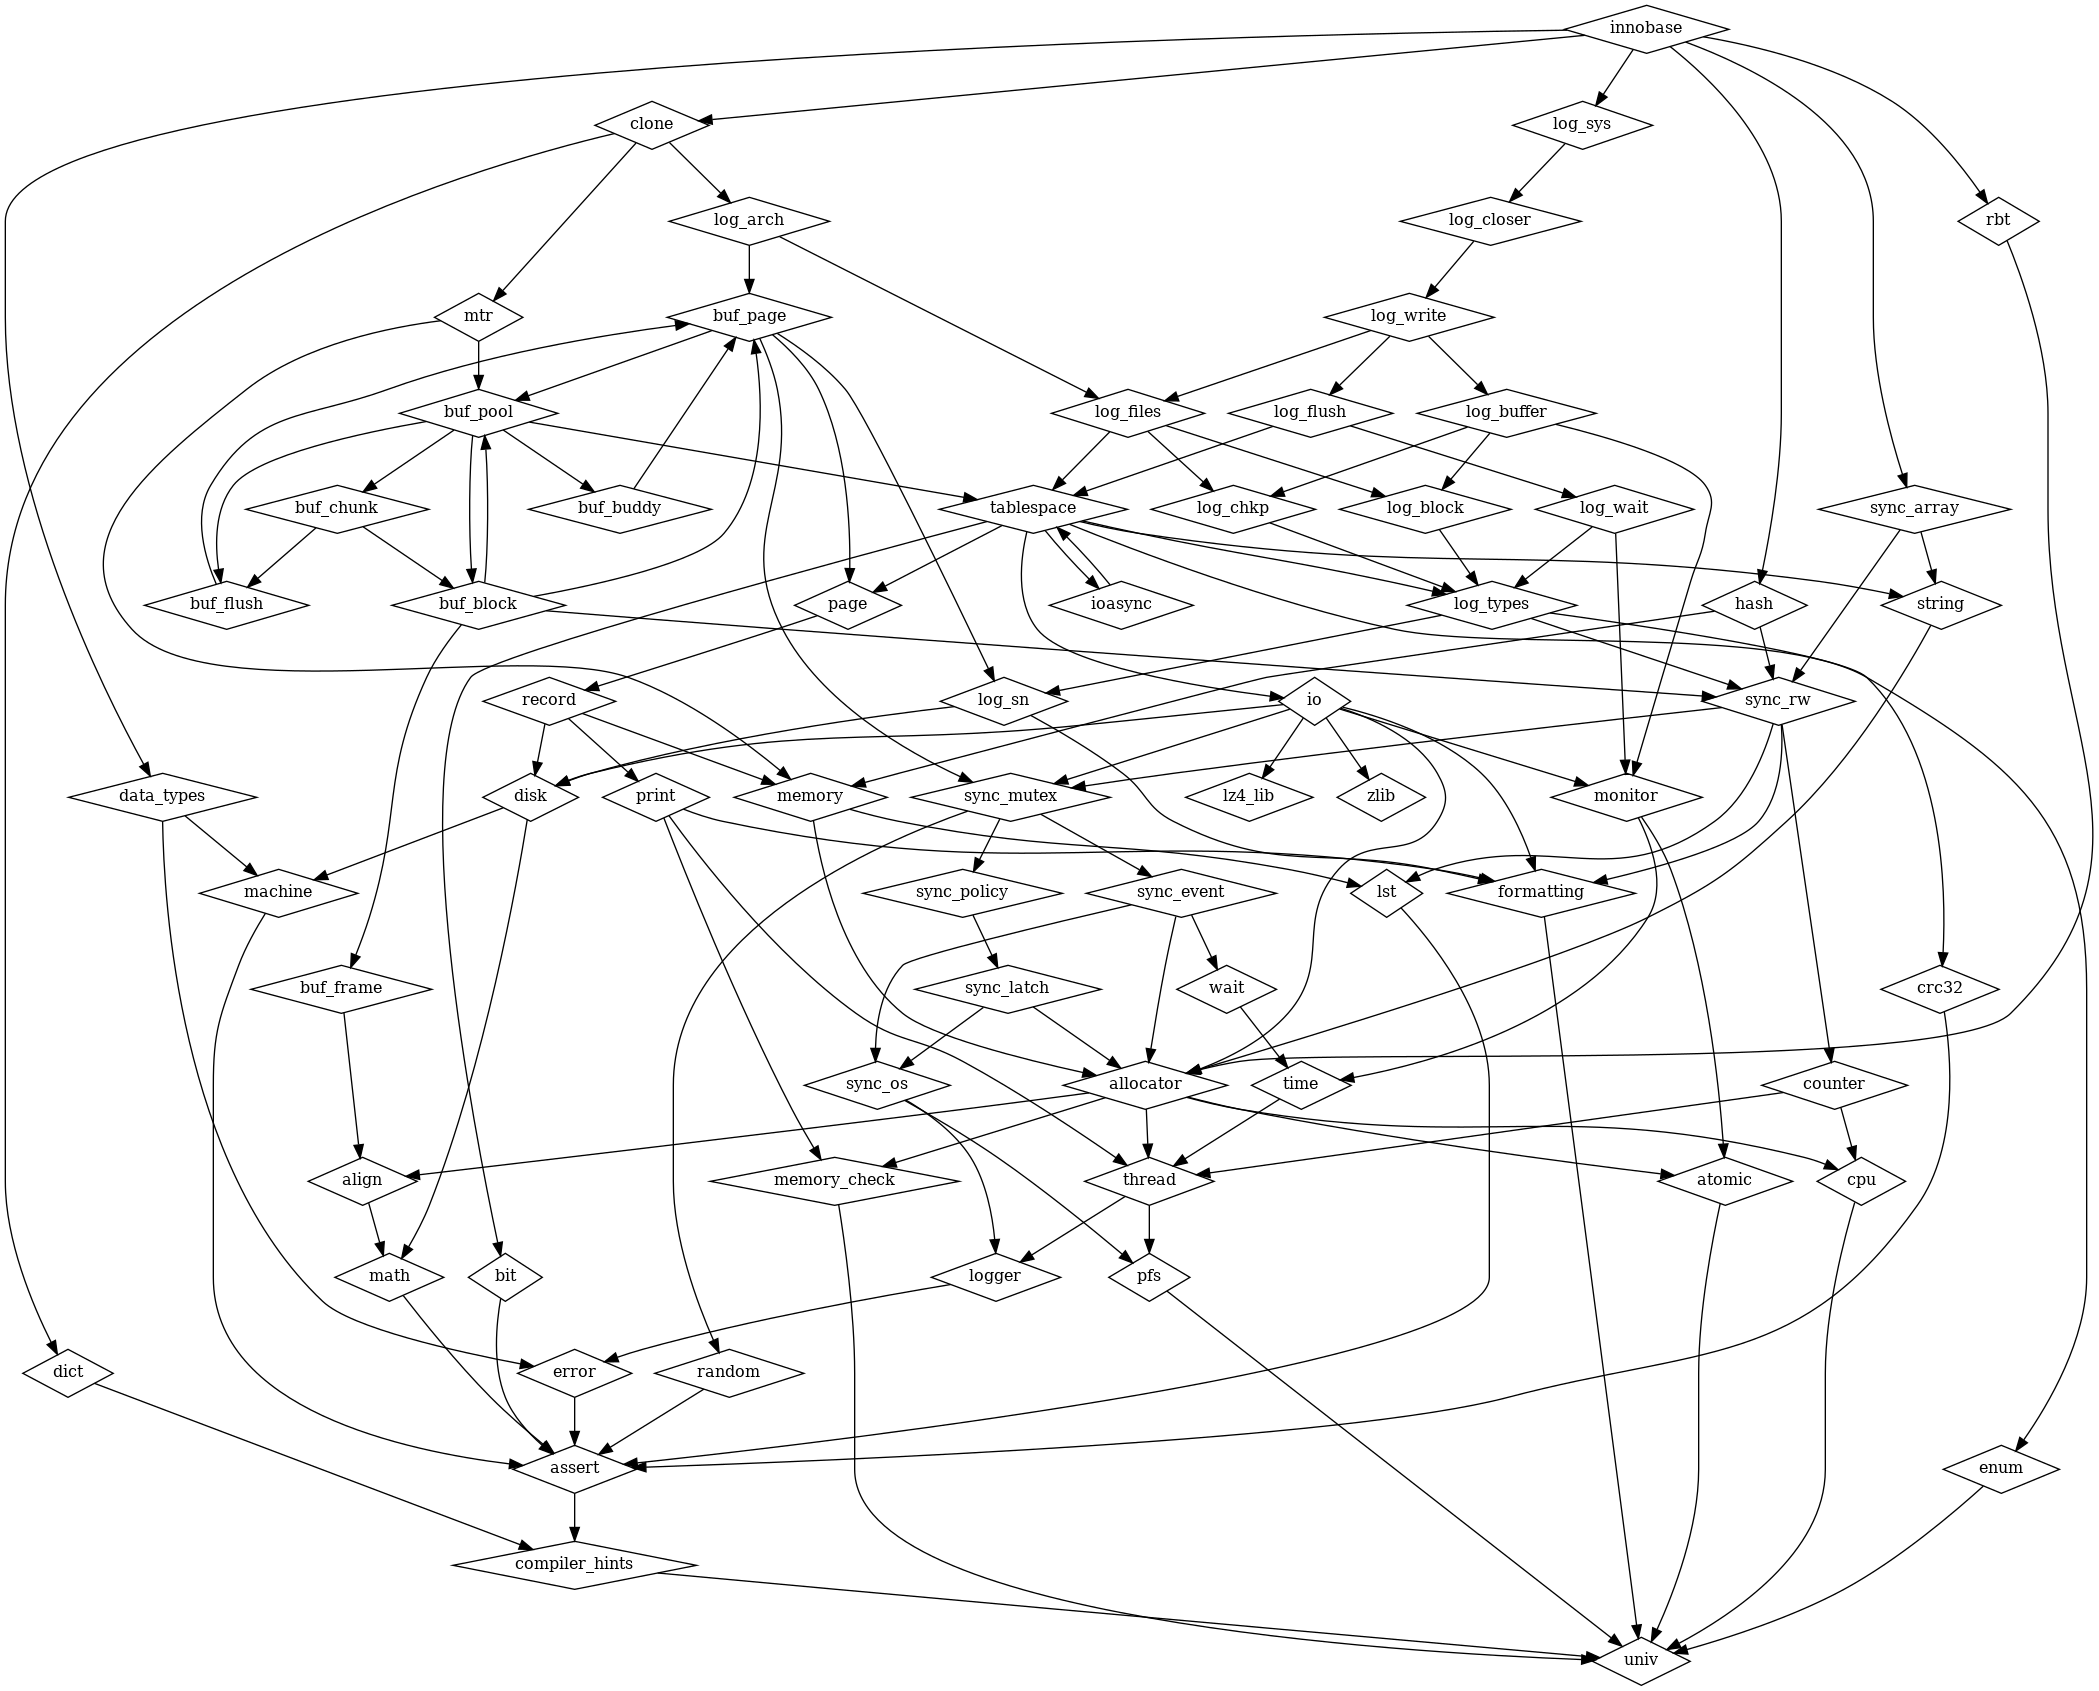 innobase
clone
log_sys
log_arch
log_closer
rbt
mtr
buf_page
log_write
buf_pool
log_files
log_flush
log_buffer
buf_chunk
buf_buddy
tablespace
log_chkp
log_block
log_wait
sync_array
buf_flush
buf_block
page
ioasync
log_types
hash
string
record
log_sn
io
sync_rw
data_types
disk
print
memory
sync_mutex
lz4_lib
zlib
monitor
machine
sync_policy
sync_event
lst
formatting
buf_frame
sync_latch
wait
crc32
sync_os
allocator
time
counter
align
memory_check
thread
atomic
cpu
math
bit
logger
pfs
dict
error
random
assert
enum
compiler_hints
univ